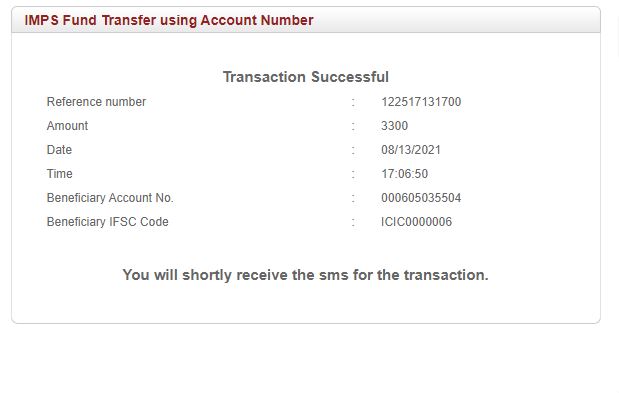 IMPS Fund Transfer using Account Number
Transaction Successful
Reference number : 122517131700
Amount : 3300
Date : 08/13/2021
Time : 17:06:50
Beneficiary Account No. : 000605035504
Beneficiary IFSC Code : ICIC0000006
You will shortly receive the sms for the transaction.